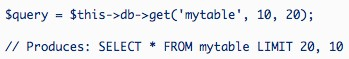 $query = $this->db->get('mytable', 10, 20);
// Produces: SELECT * FROM mytable LIMIT 20, 10